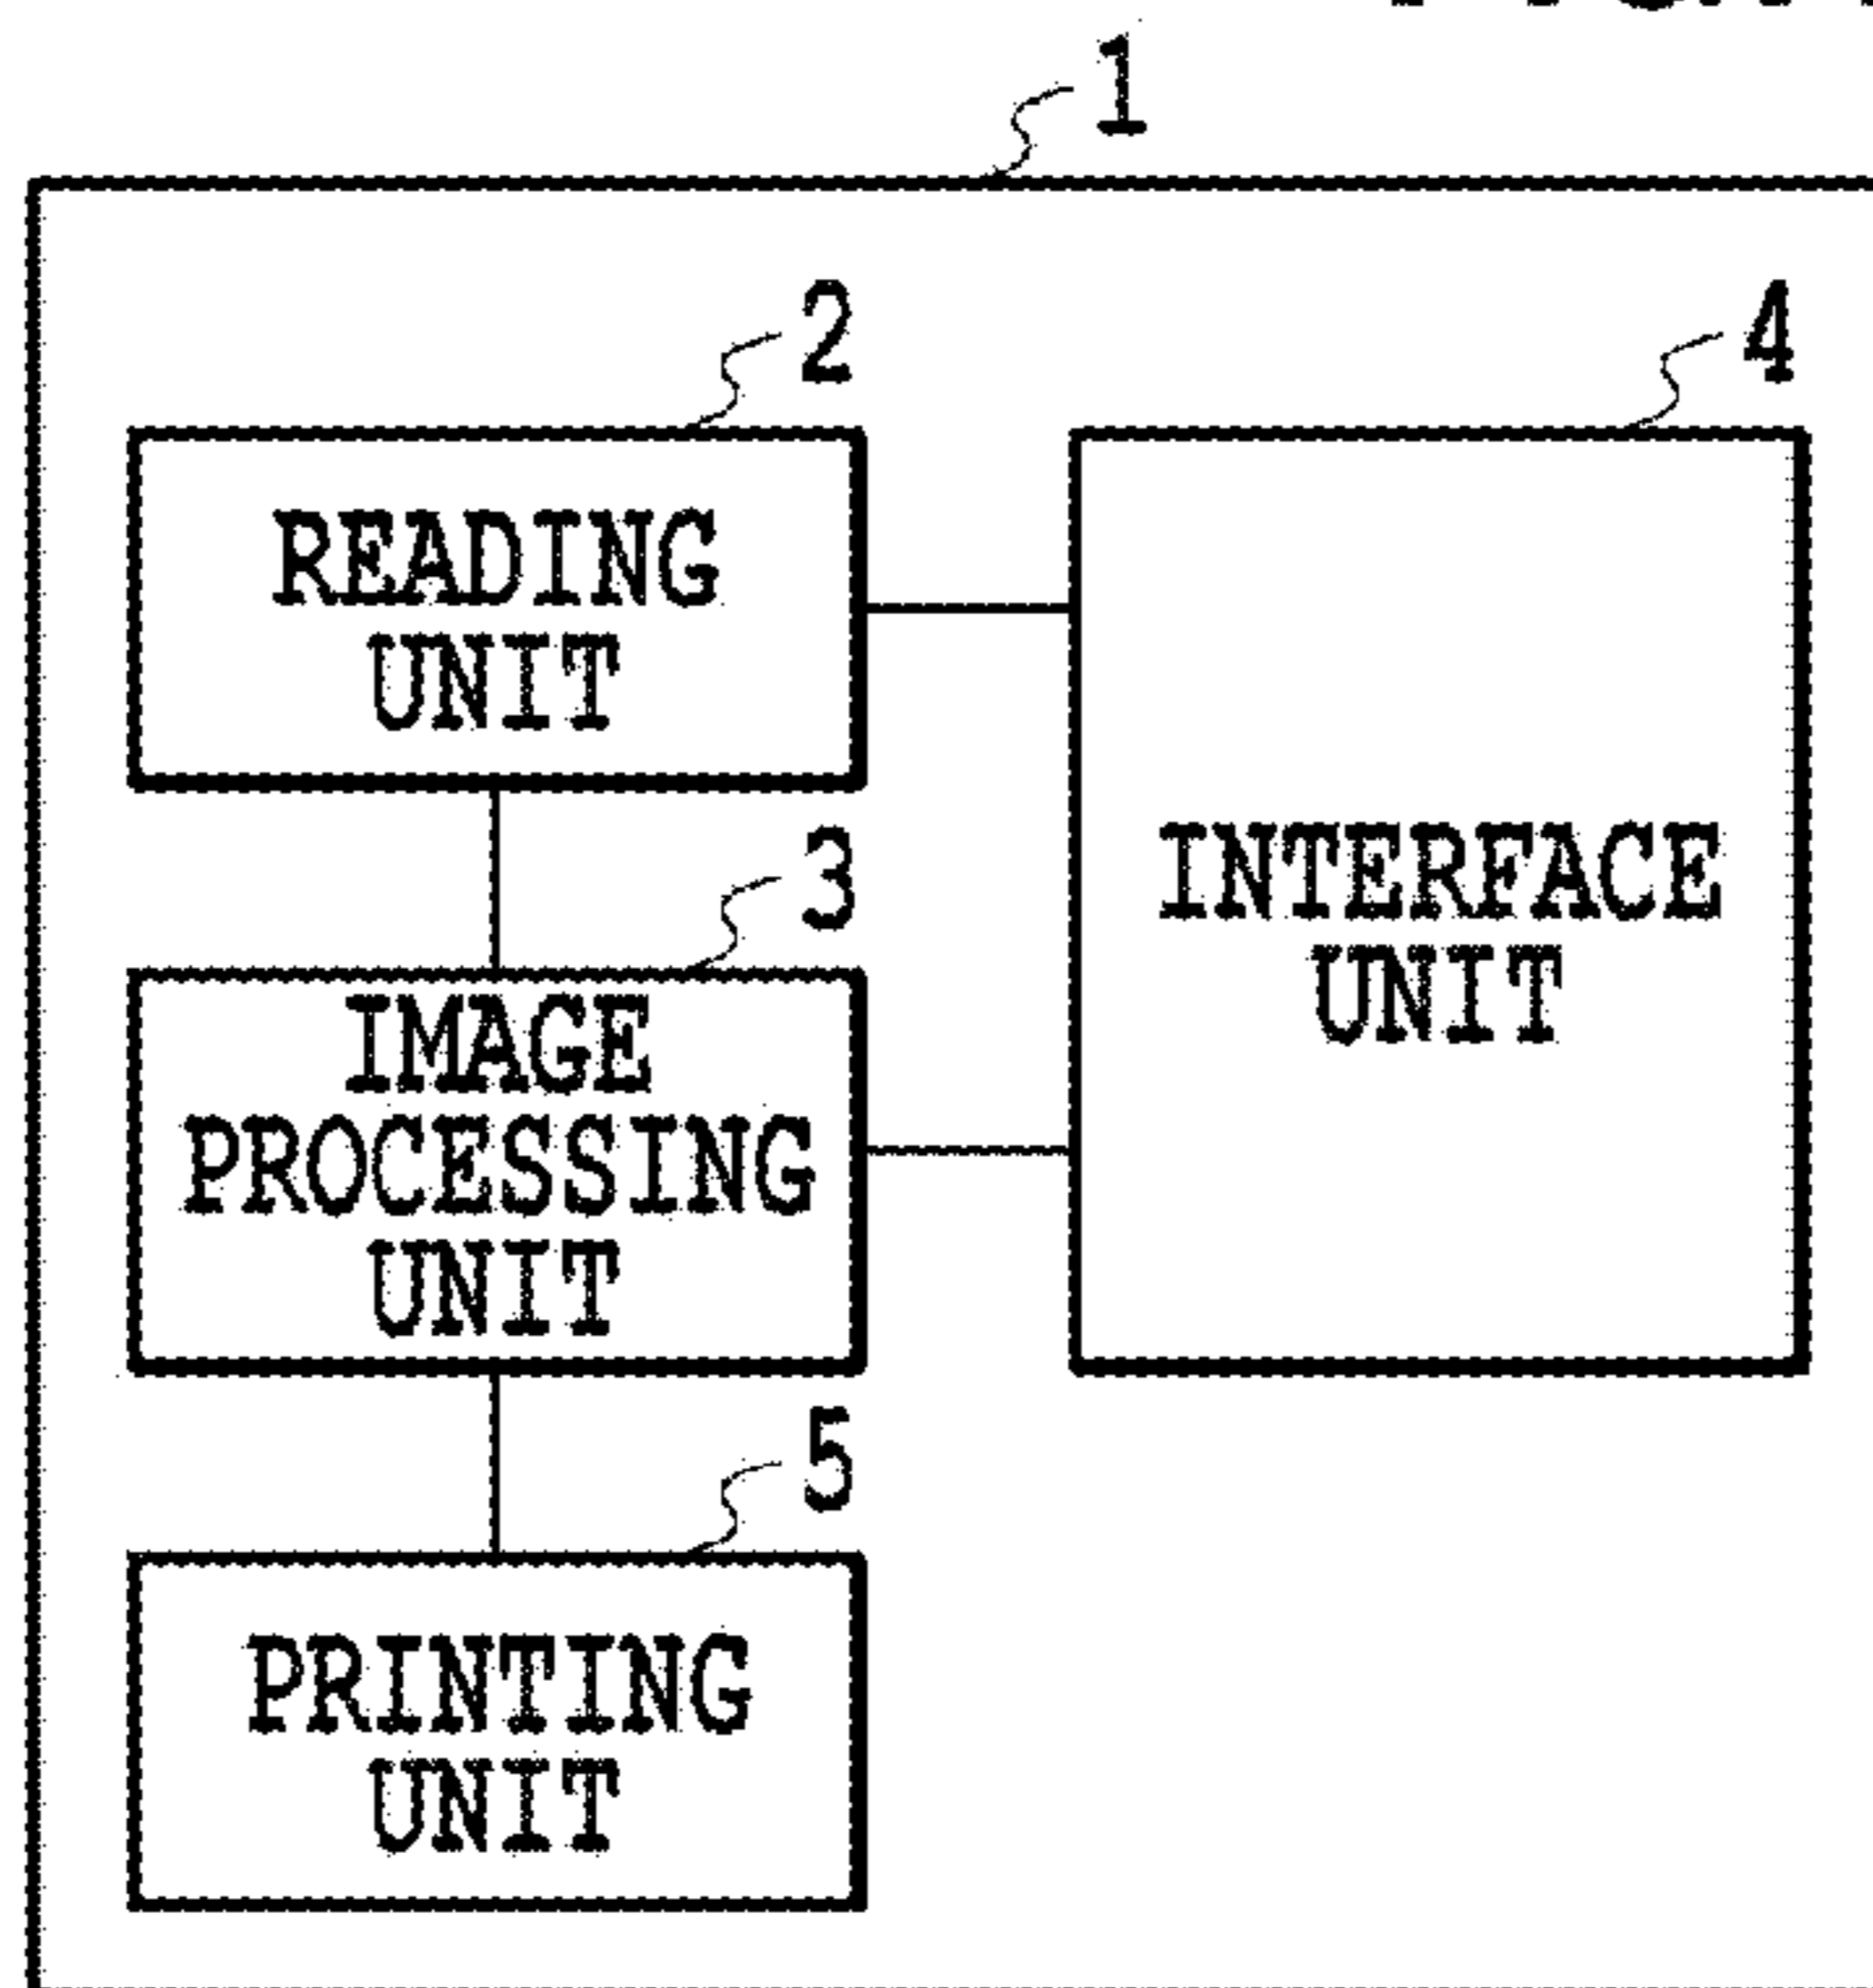 1
2
4
READING
UNIT
3
INTERFACE
UNIT
IMAGE
PROCESSING
UNIT
5
PRINTING
UNIT